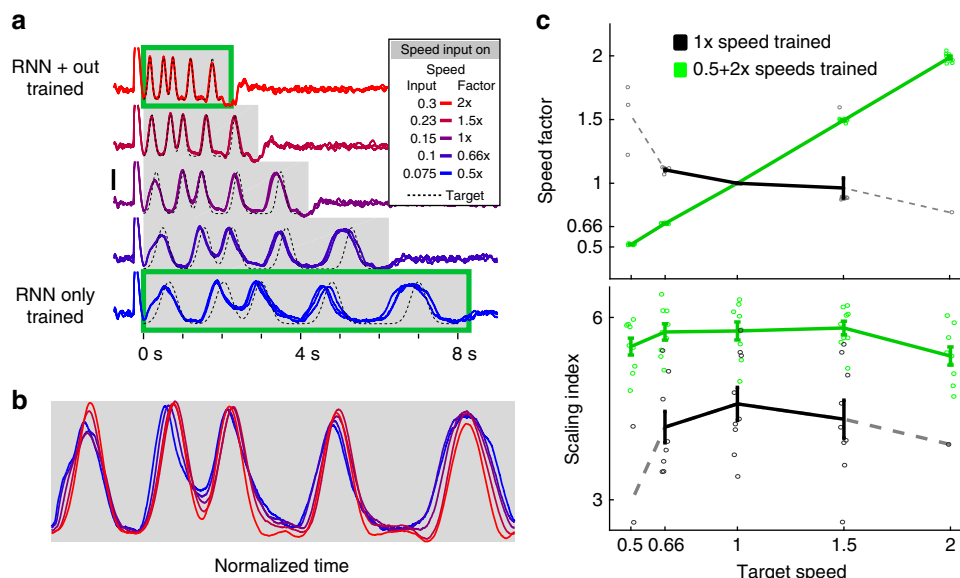 a
RNN + out
trained
Speed input on
Speed
Input Factor
0.3 2x
0.23 1.5x
0.15 1x
0.1 0.66x
0.075 0.5x
Target
RNN only
trained
0 s 4 s 8 s
b
Normalized time
c
1x speed trained
0.5+2x speeds trained
Speed factor
2
1.5
1
0.66
0.5
Scaling index
6
3
0.5 0.66 1 1.5 2
Target speed